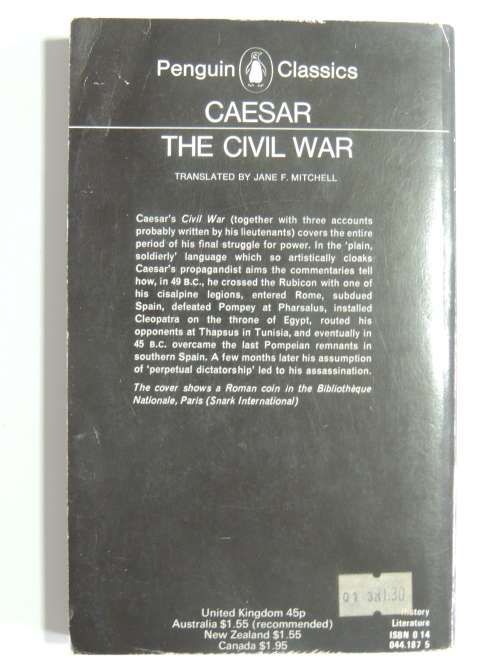 Penguin Classics
CAESAR
THE CIVIL WAR
TRANSLATED BY JANE F. MITCHELL
Caesar's Civil War (together with three accounts
probably written by his lieutenants) covers the entire
period of his final struggle for power. In the 'plain,
soldierly' language which so artistically cloaks
Caesar's propagandist aims the commentaries tell
how, in 49 B.C., he crossed the Rubicon with one of
his cisalpine legions, entered Rome, subdued
Spain, defeated Pompey at Pharsalus, installed
Cleopatra on the throne of Egypt, routed his
opponents at Thapsus in Tunisia, and eventually in
45 B.C. overcame the last Pompeian remnants in
southern Spain. A few months later his assumption
of 'perpetual dictatorship' led to his assassination.
The cover shows a Roman coin in the Bibliothèque
Nationale, Paris (Snark International)
United Kingdom 45p
Australia $1.55 (recommended)
New Zealand $1.55
Canada $1.95
Literature
ISBN 0 14
044.187 5